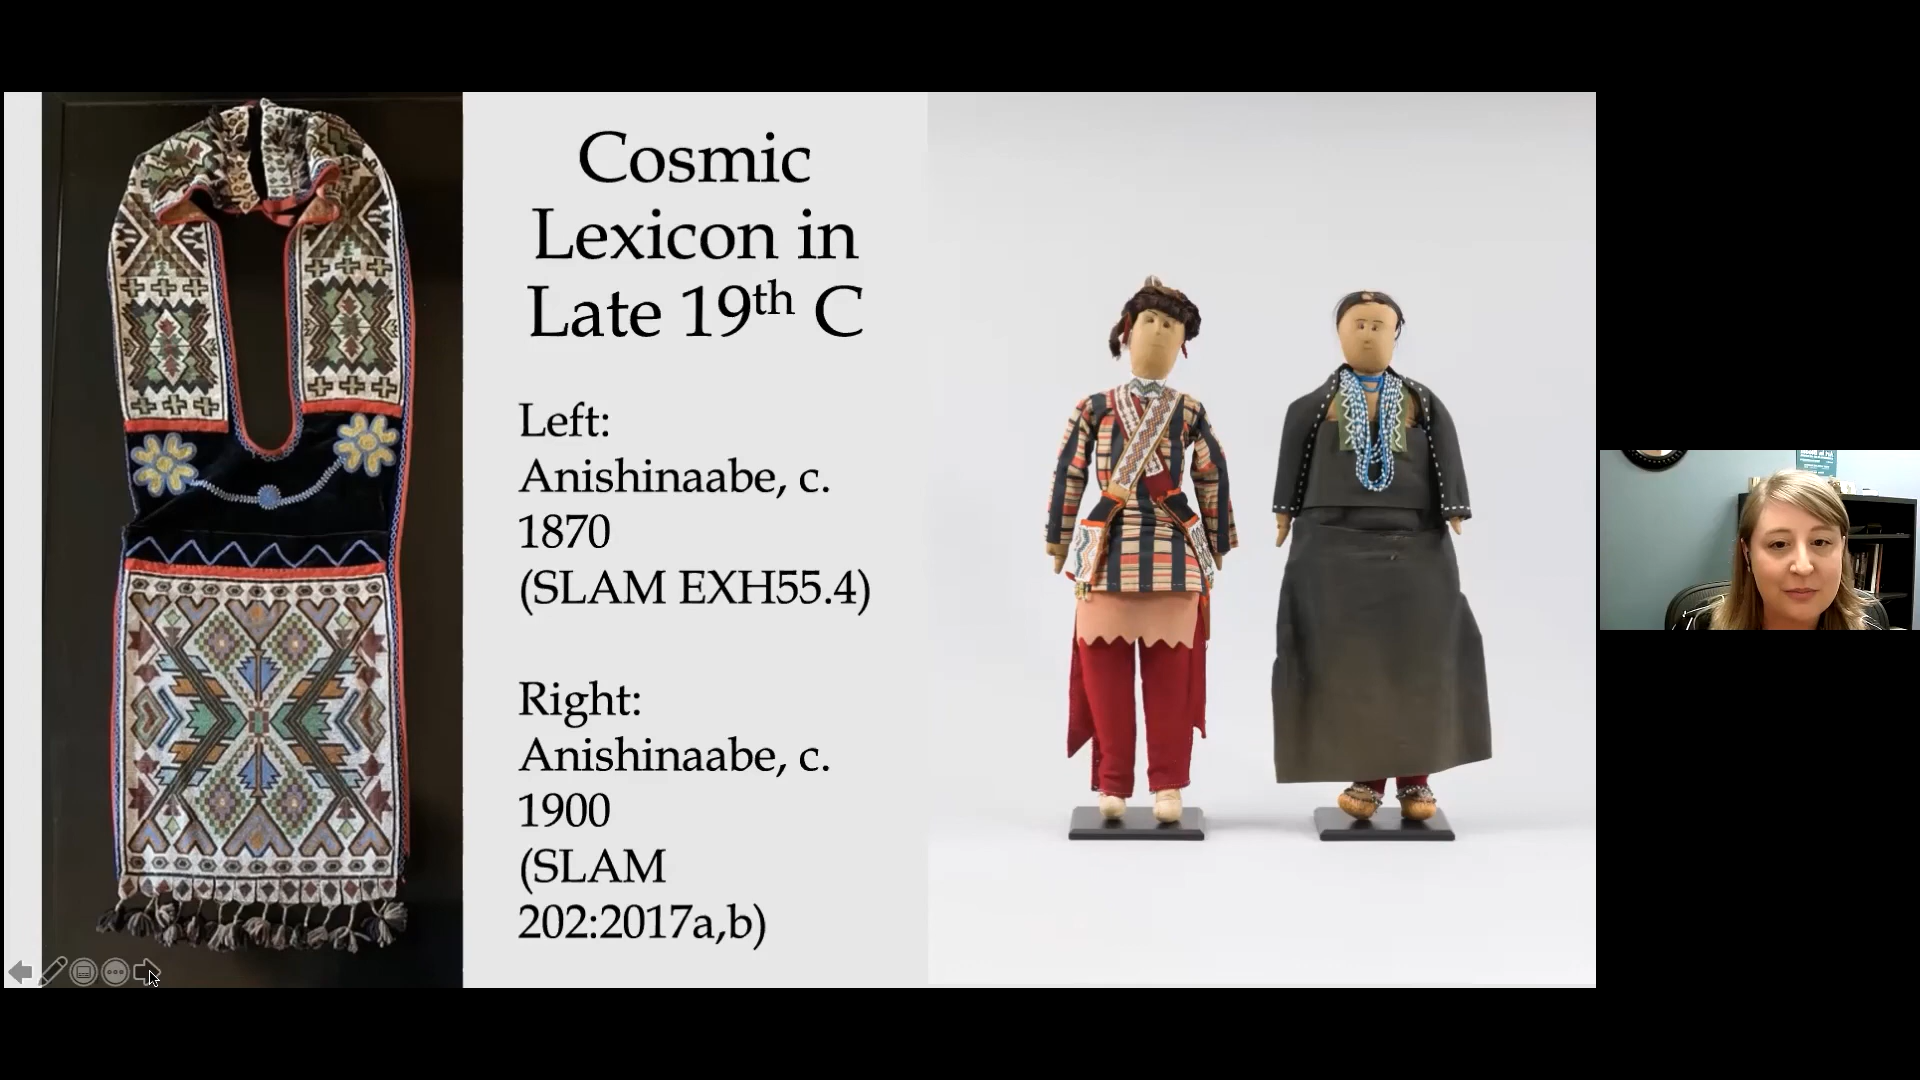 Cosmic
Lexicon in
Late 19th C
Left:
Anishinaabe, c.
1870
(SLAM EXH55.4)
Right:
Anishinaabe, c.
1900
(SLAM
202:2017a,b)